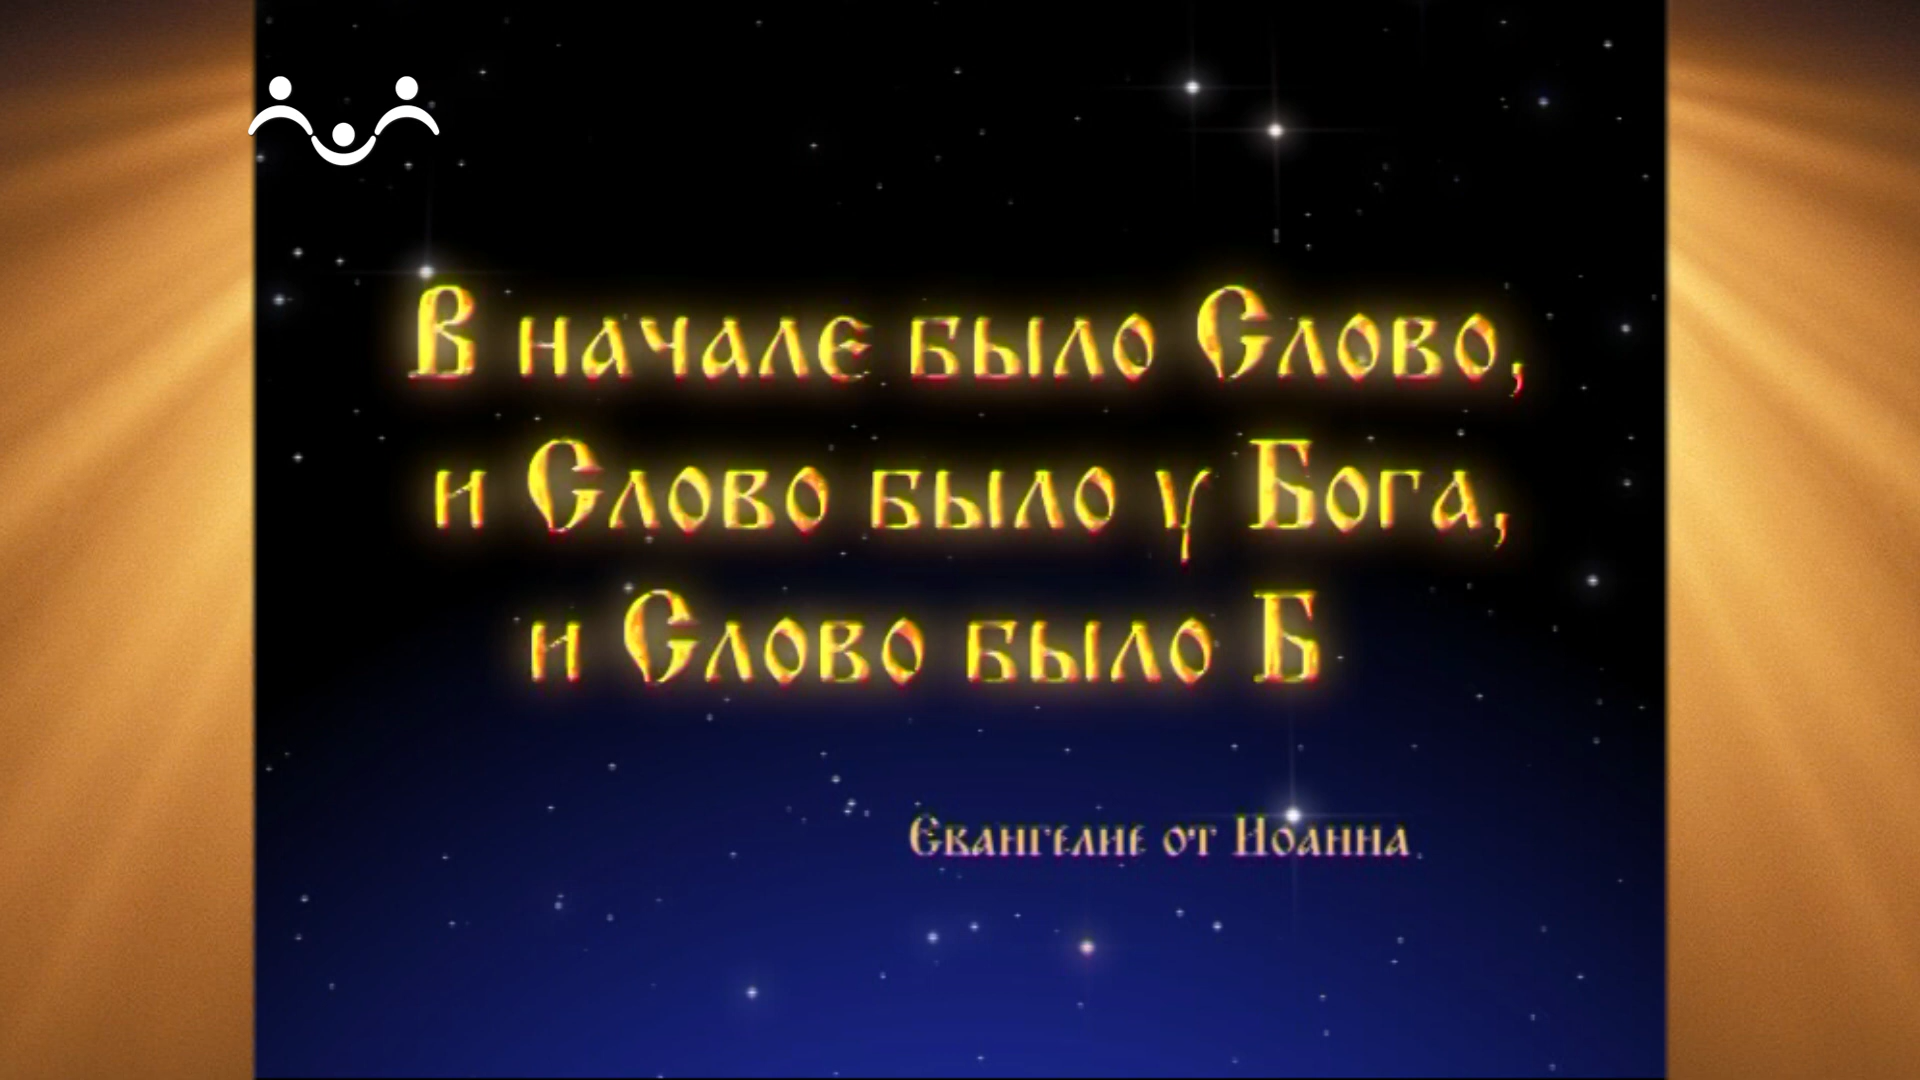 В начале было Слово,
и Слово было у Бога,
и Слово было Б
Евангелие от Иоанна